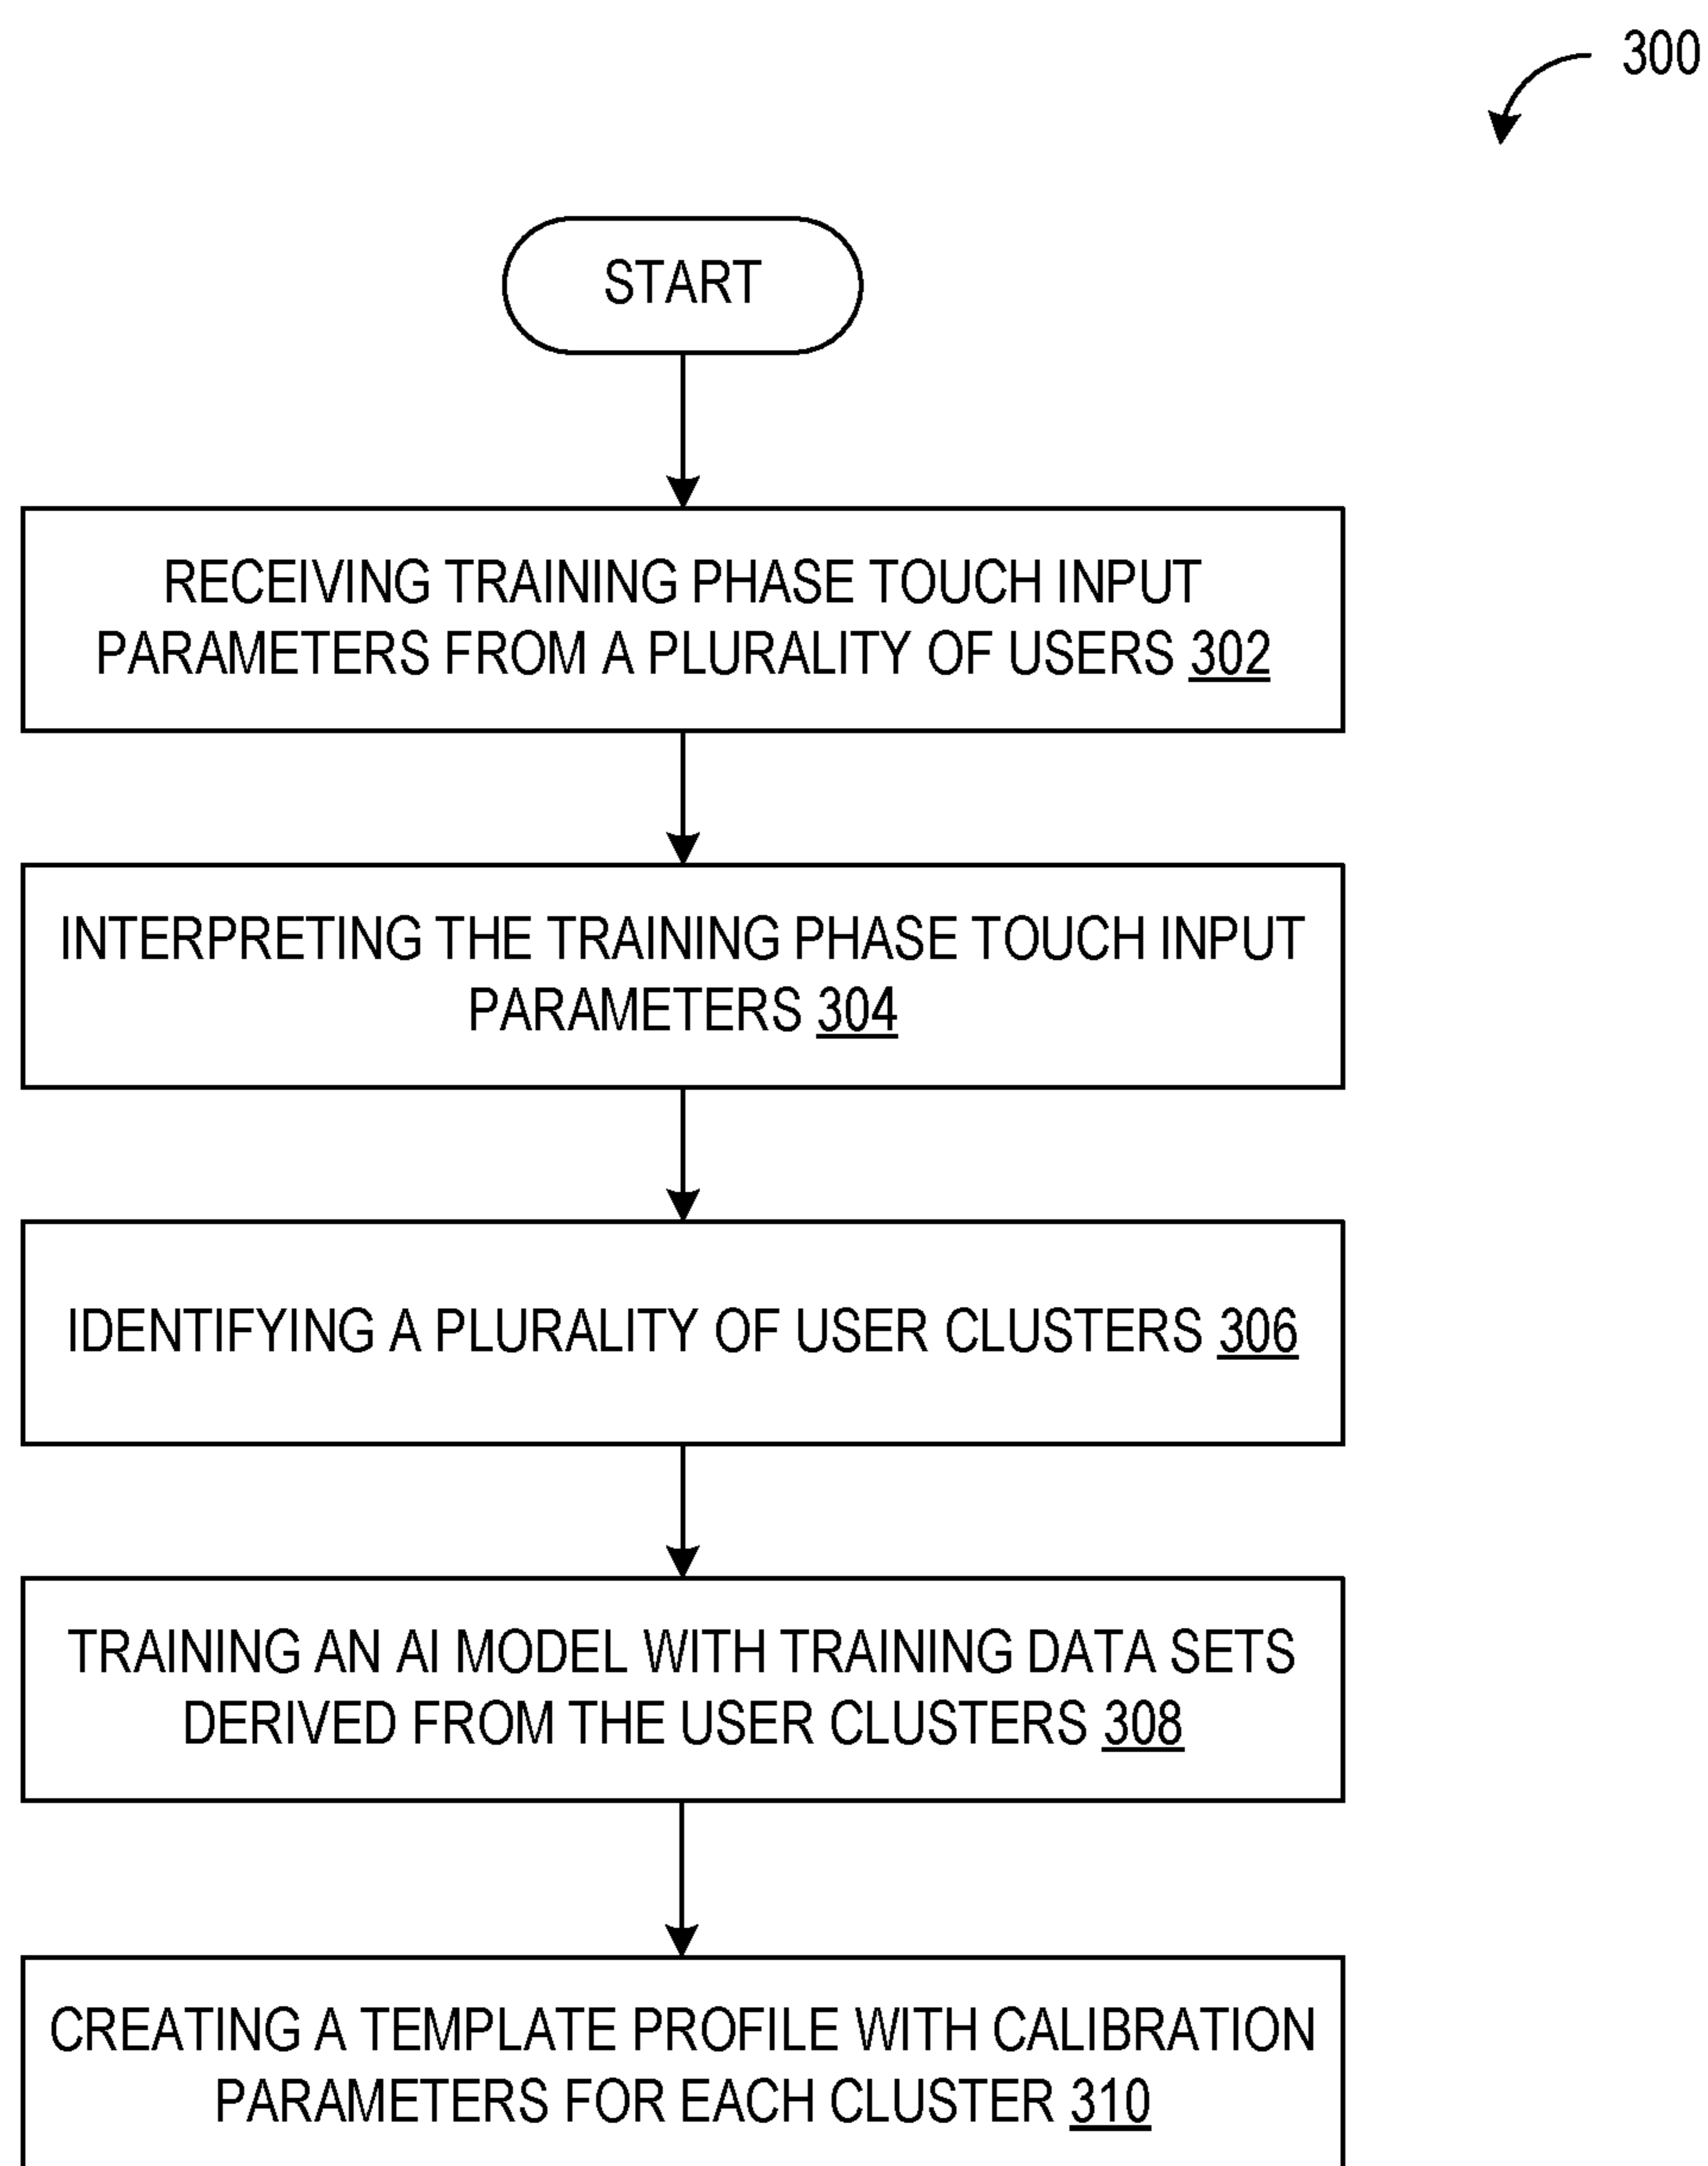 300
START
RECEIVING TRAINING PHASE TOUCH INPUT
PARAMETERS FROM A PLURALITY OF USERS 302
INTERPRETING THE TRAINING PHASE TOUCH INPUT
PARAMETERS 304
IDENTIFYING A PLURALITY OF USER CLUSTERS 306
TRAINING AN AI MODEL WITH TRAINING DATA SETS
DERIVED FROM THE USER CLUSTERS 308
CREATING A TEMPLATE PROFILE WITH CALIBRATION
PARAMETERS FOR EACH CLUSTER 310